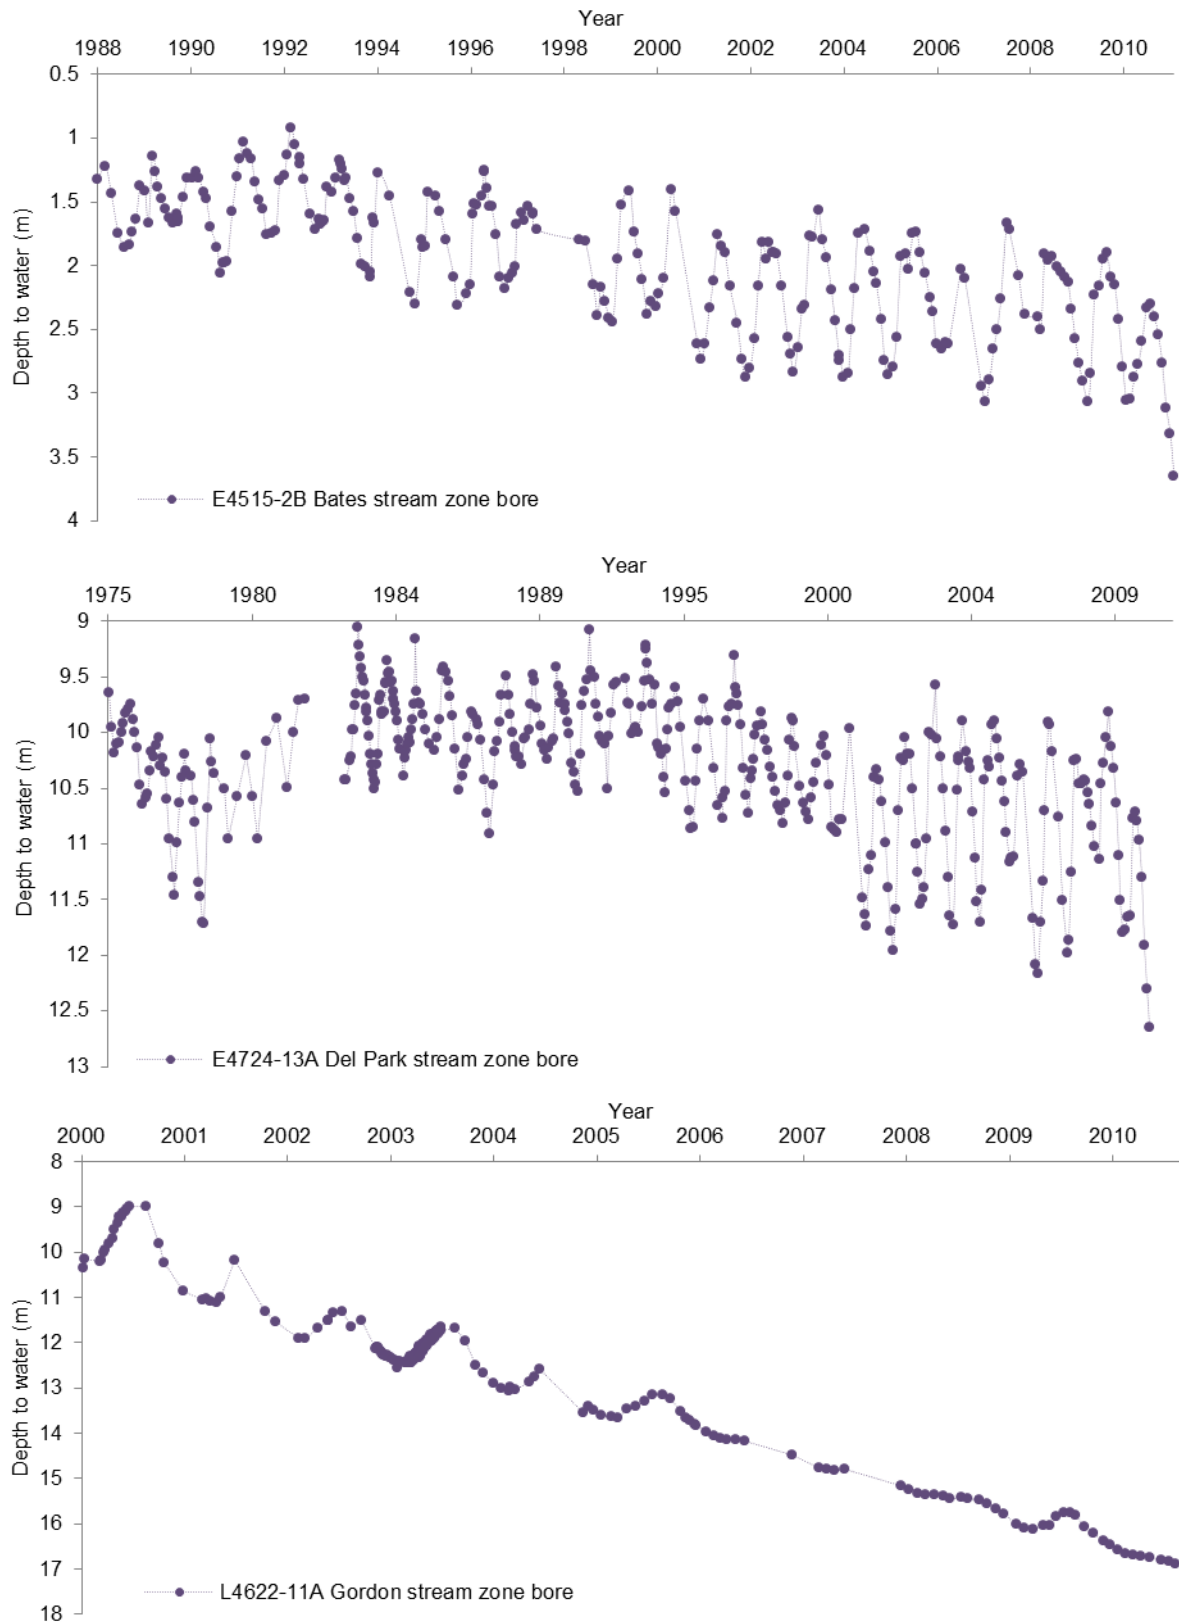 Year
1988 1990 1992 1994 1996 1998 2000 2002 2004 2006 2008 2010
0.5
1
1.5
2
2.5
3
3.5
4
Depth to water (m)
E4515-2B Bates stream zone bore
Year
1975 1980 1984 1989 1995 2000 2004 2009
9
9.5
10
10.5
11
11.5
12
12.5
13
Depth to water (m)
E4724-13A Del Park stream zone bore
Year
2000 2001 2002 2003 2004 2005 2006 2007 2008 2009 2010
8
9
10
11
12
13
14
15
16
17
18
Depth to water (m)
L4622-11A Gordon stream zone bore